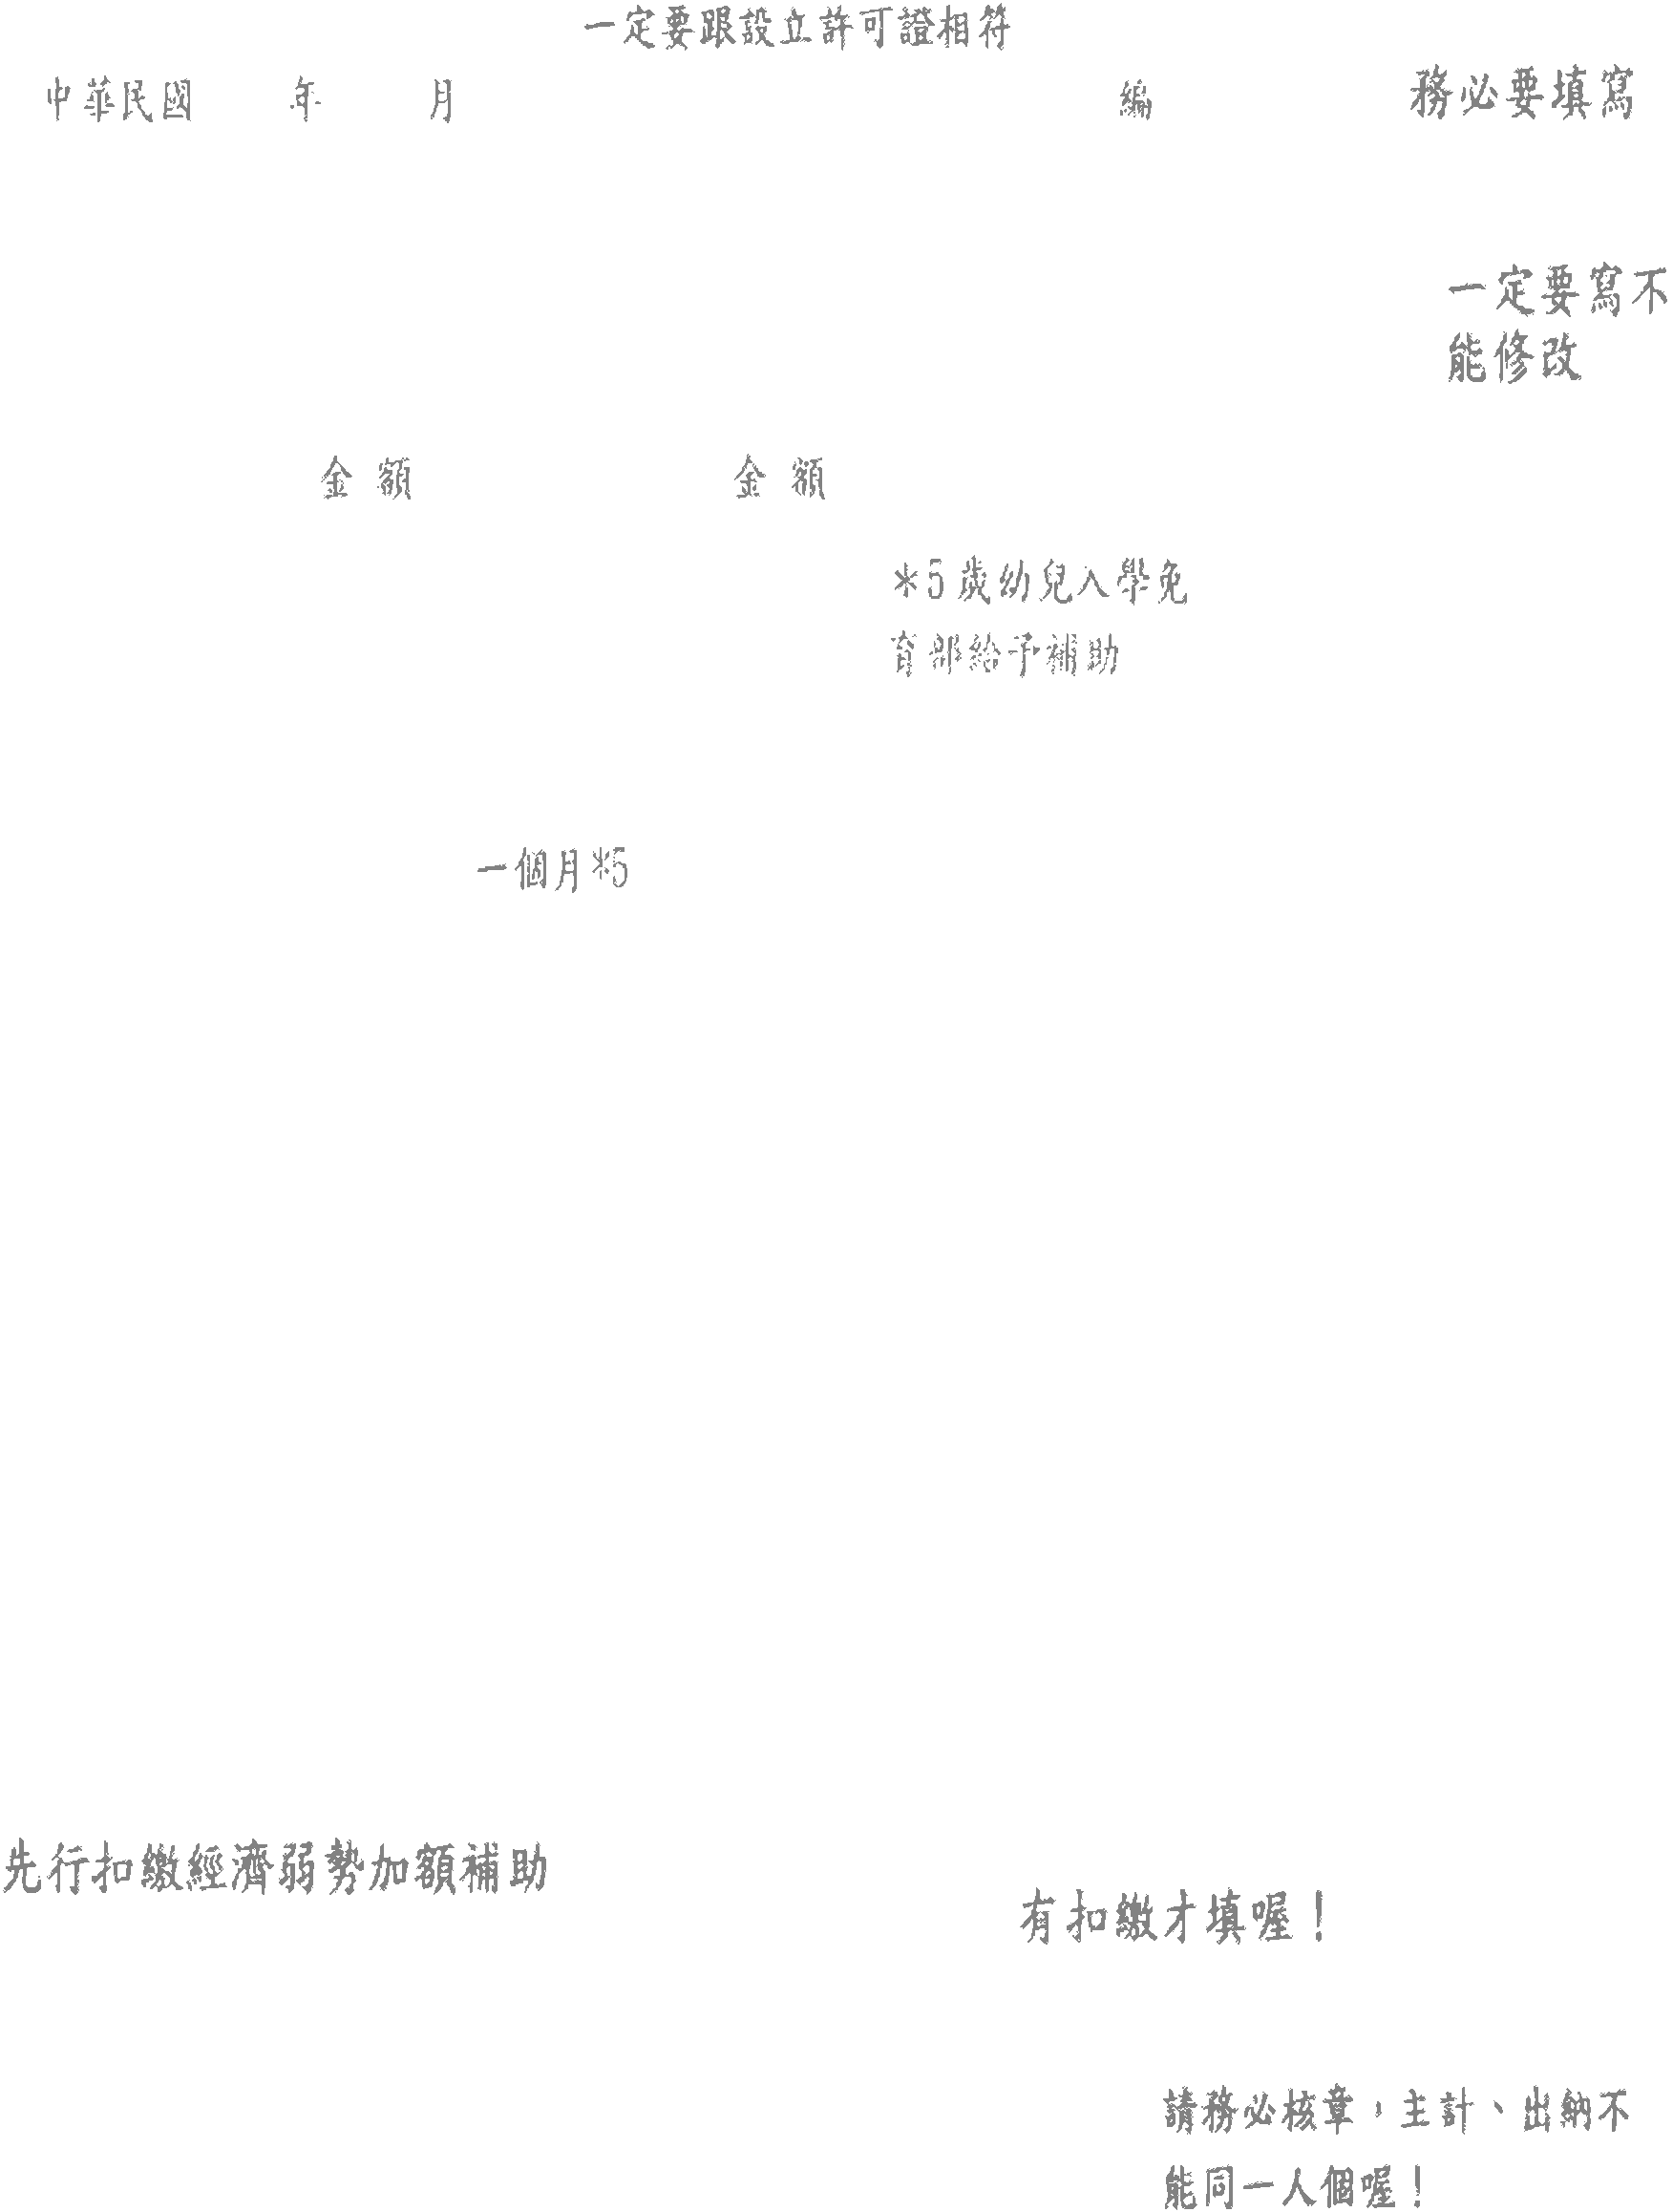 一定要跟設立許可證相符
中華民國 年 月 編 務必要填寫
一定要寫不
能修改
金 額 金 額
*5歲幼兒入學免
育部給予補助
一個月*5
先行扣繳經濟弱勢加額補助
有扣繳才填喔！
請務必核章，主計、出納不
能同一人個喔！